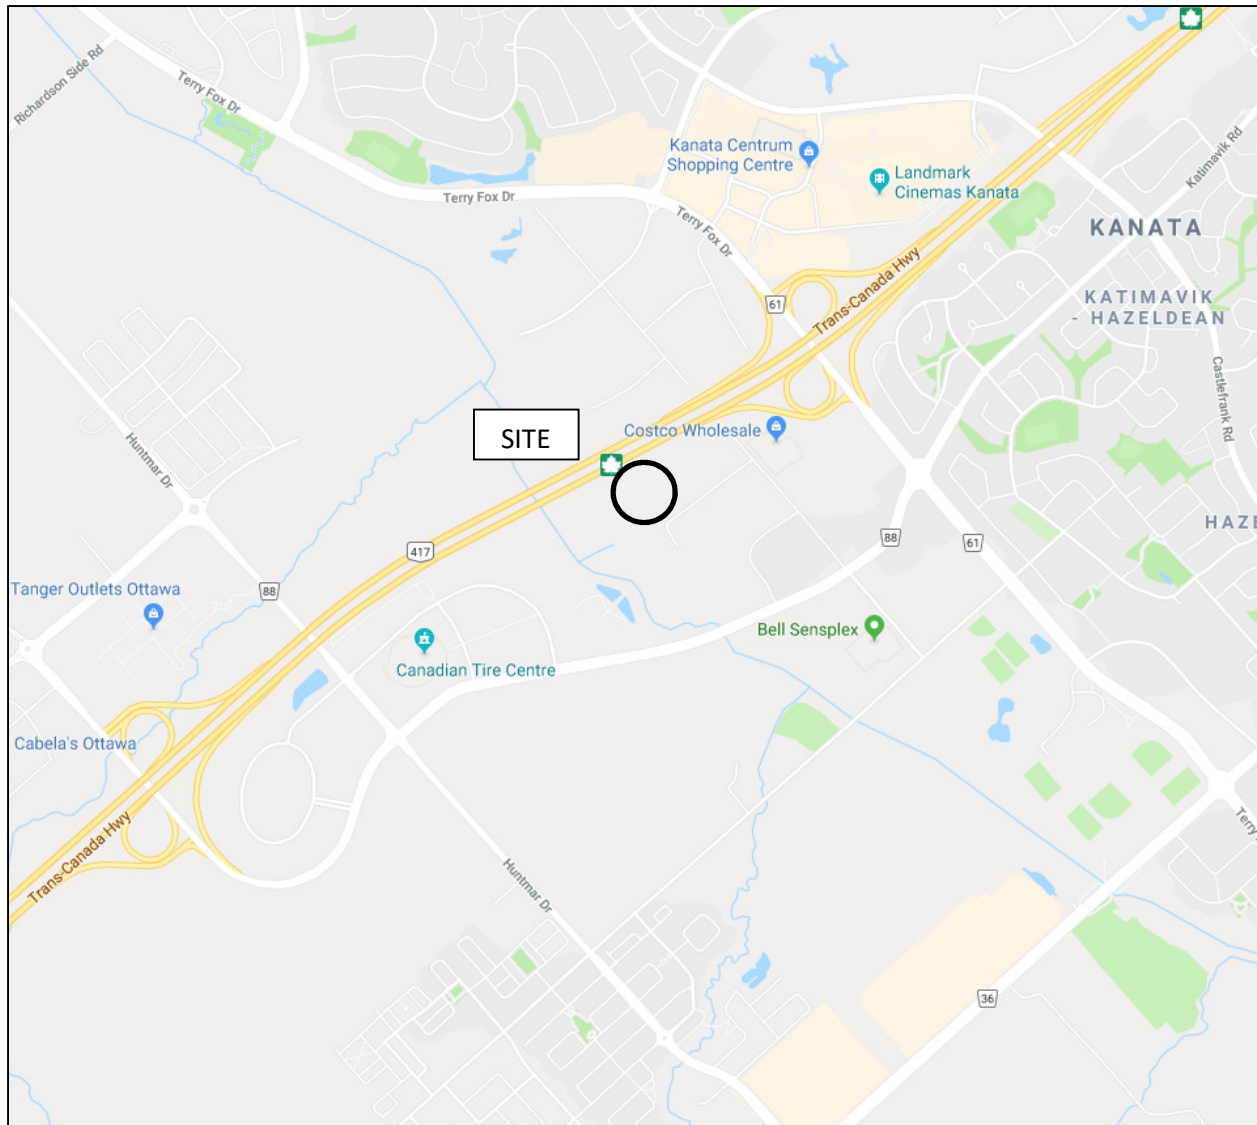 Richardson Side Rd
Terry Fox Dr
Terry Fox Dr
Terry Fox Dr
Kanata Centrum
Shopping Centre
Landmark
Cinemas Kanata
Katimavik Rd
KANATA
KATIMAVIK
- HAZELDEAN
61
Trans-Canada Hwy
Castlefrank Rd
SITE
Costco Wholesale
Huntmar Dr
HAZE
417
88
61
88
Tanger Outlets Ottawa
Bell Sensplex
Canadian Tire Centre
Cabela's Ottawa
Trans-Canada Hwy
Huntmar Dr
Terry
36